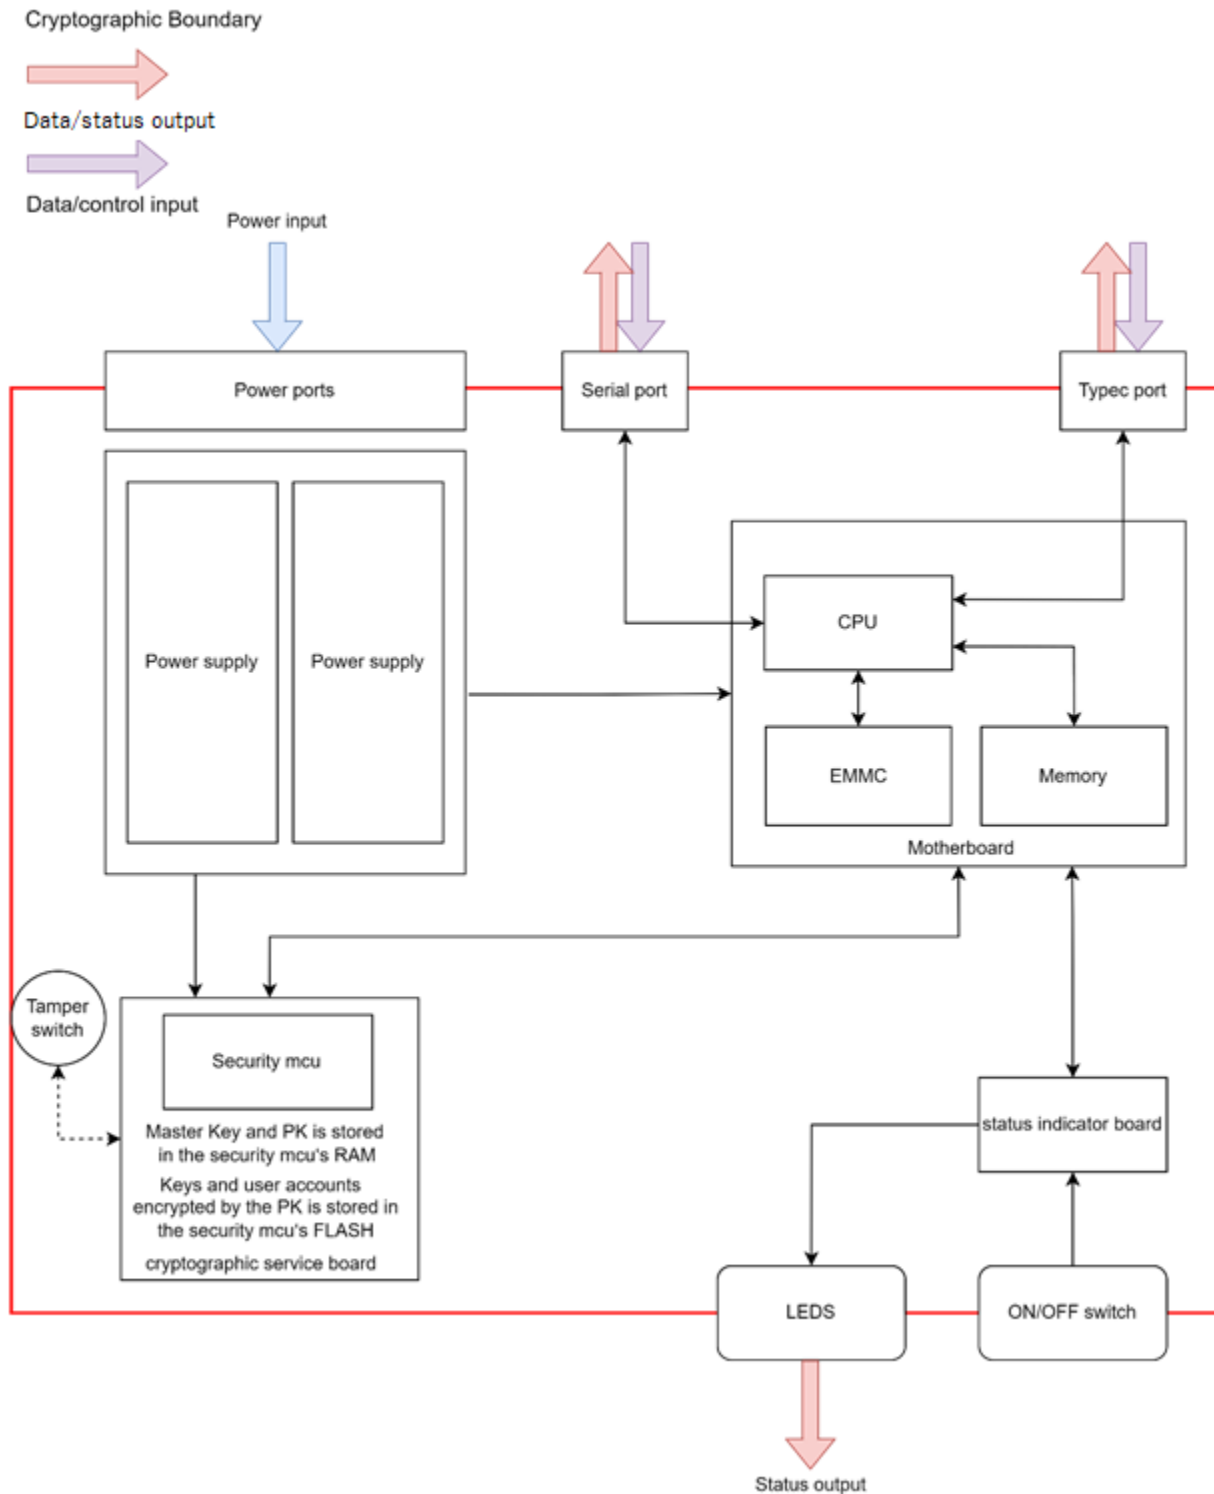 Cryptographic Boundary
Data/status output
Data/control input
Power input
Power ports
Serial port
Typec port
Power supply
Power supply
CPU
EMMC
Memory
Motherboard
Tamper
switch
Security mcu
Master Key and PK is stored
in the security mcu's RAM
Keys and user accounts
encrypted by the PK is stored in
the security mcu's FLASH
cryptographic service board
status indicator board
LEDS
ON/OFF switch
Status output